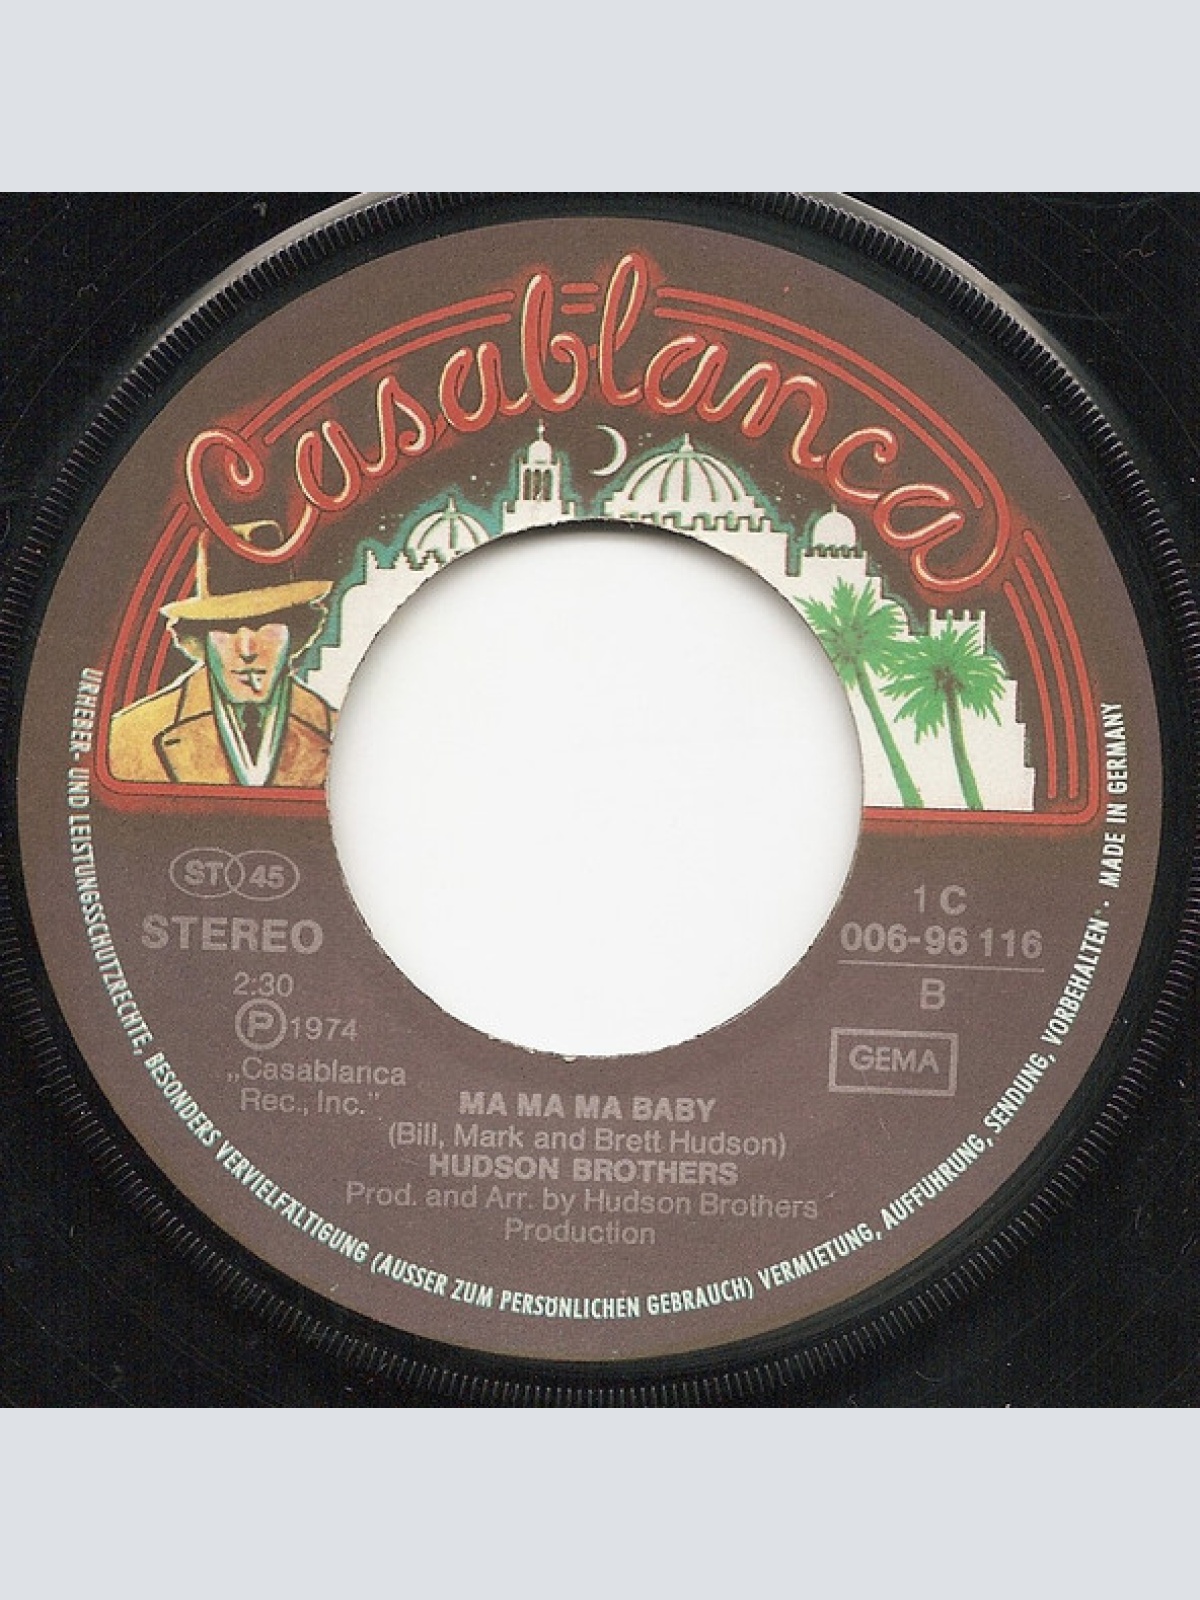 Casablanca
ST 45
STEREO
2:30
Ⓟ 1974
„Casablanca
Rec., Inc."
1 C
006-96 116
B
GEMA
MA MA MA BABY
(Bill, Mark and Brett Hudson)
HUDSON BROTHERS
Prod. and Arr. by Hudson Brothers
Production
URHEBER- UND LEISTUNGSSCHUTZRECHTE, BESONDERS VERVIELFÄLTIGUNG (AUSSER ZUM PERSÖNLICHEN GEBRAUCH) VERMIETUNG, AUFFÜHRUNG, SENDUNG, VORBEHALTEN · MADE IN GERMANY